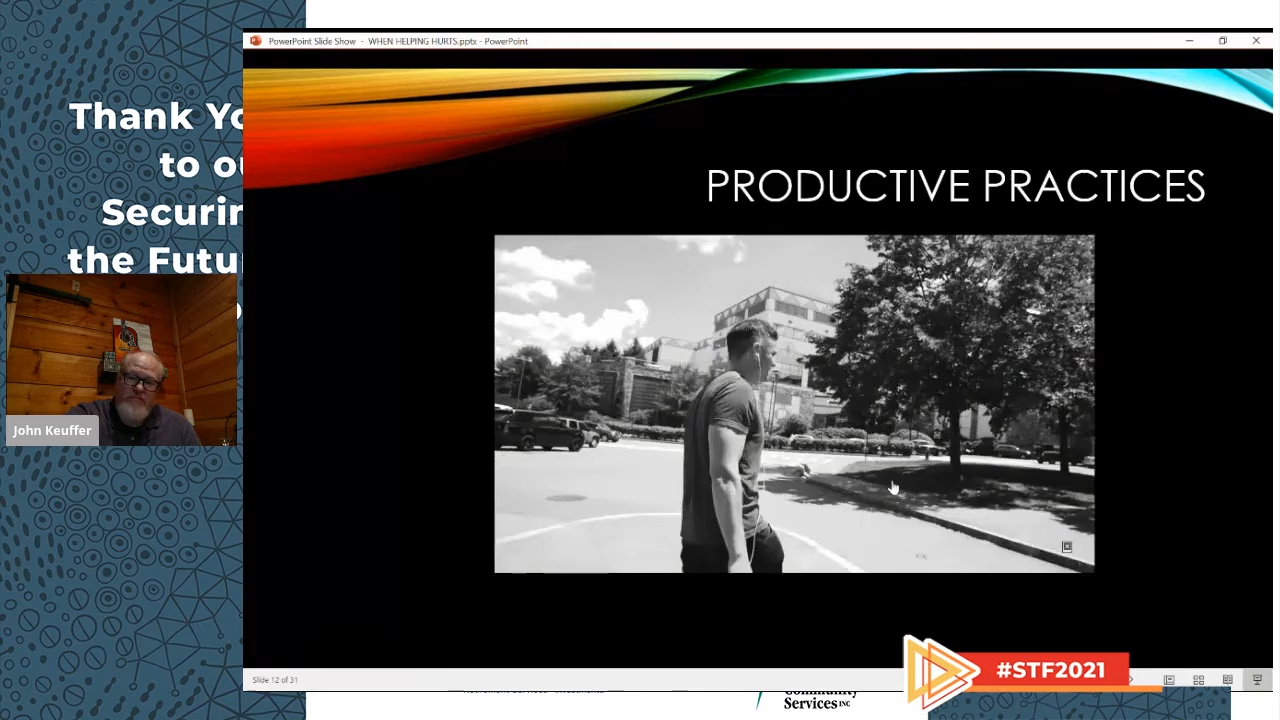 PowerPoint Slide Show - WHEN HELPING HURTS.pptx - PowerPoint
Thank Yo
to ou
Securin
the Futu
PRODUCTIVE PRACTICES
John Keuffer
#STF2021
Slide 12 of 31
Community
Services INC